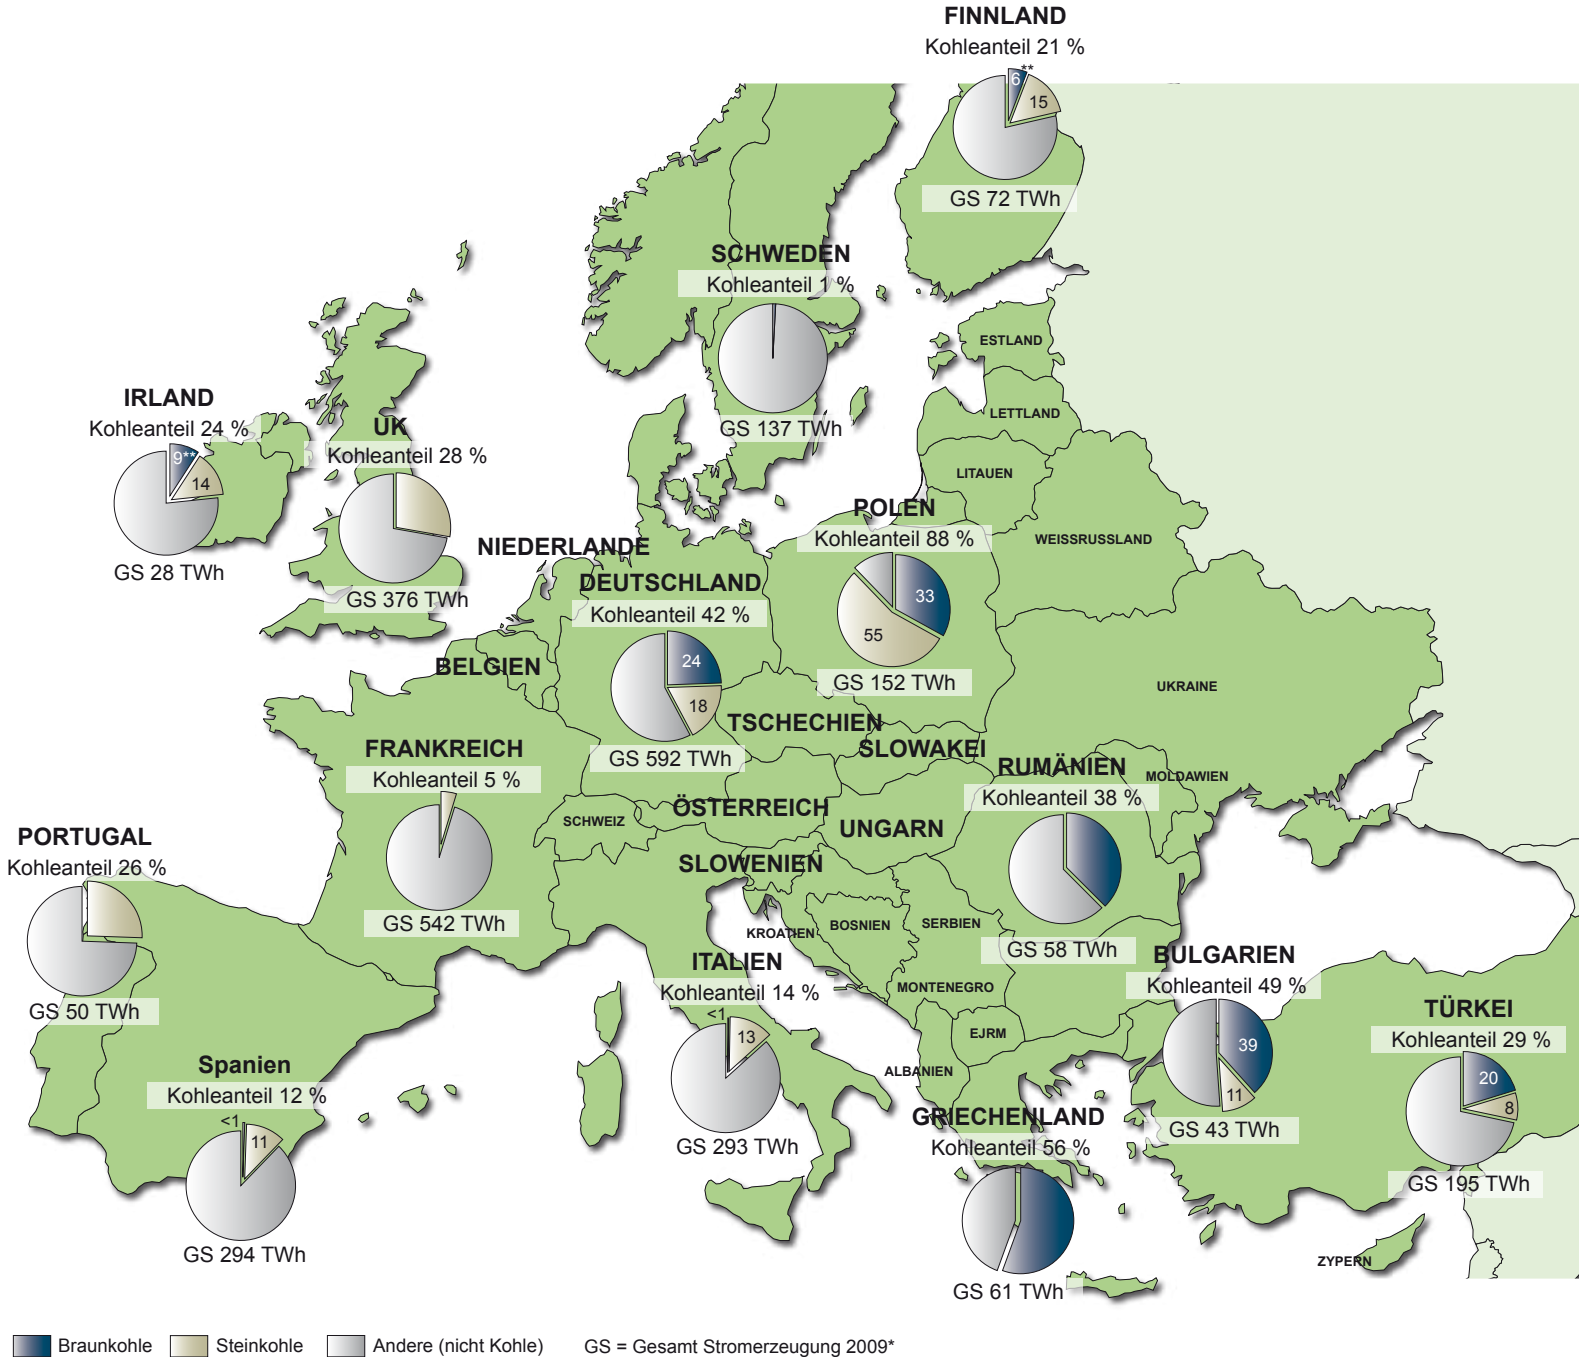 FINNLAND
Kohleanteil 21 %
**
6
15
GS 72 TWh
SCHWEDEN
Kohleanteil 1 %
GS 137 TWh
ESTLAND
LETTLAND
LITAUEN
WEISSRUSSLAND
IRLAND
Kohleanteil 24 %
9**
14
GS 28 TWh
UK
Kohleanteil 28 %
GS 376 TWh
NIEDERLANDE
DEUTSCHLAND
Kohleanteil 42 %
24
18
GS 592 TWh
POLEN
Kohleanteil 88 %
33
55
GS 152 TWh
BELGIEN
UKRAINE
TSCHECHIEN
SLOWAKEI
FRANKREICH
Kohleanteil 5 %
GS 542 TWh
RUMÄNIEN
Kohleanteil 38 %
GS 58 TWh
MOLDAWIEN
SCHWEIZ
ÖSTERREICH
UNGARN
SLOWENIEN
PORTUGAL
Kohleanteil 26 %
GS 50 TWh
KROATIEN
BOSNIEN
SERBIEN
MONTENEGRO
ITALIEN
Kohleanteil 14 %
<1
13
GS 293 TWh
BULGARIEN
Kohleanteil 49 %
39
11
GS 43 TWh
EJRM
ALBANIEN
TÜRKEI
Kohleanteil 29 %
20
8
GS 195 TWh
Spanien
Kohleanteil 12 %
<1
11
GS 294 TWh
GRIECHENLAND
Kohleanteil 56 %
GS 61 TWh
ZYPERN
Braunkohle Steinkohle Andere (nicht Kohle) GS = Gesamt Stromerzeugung 2009*